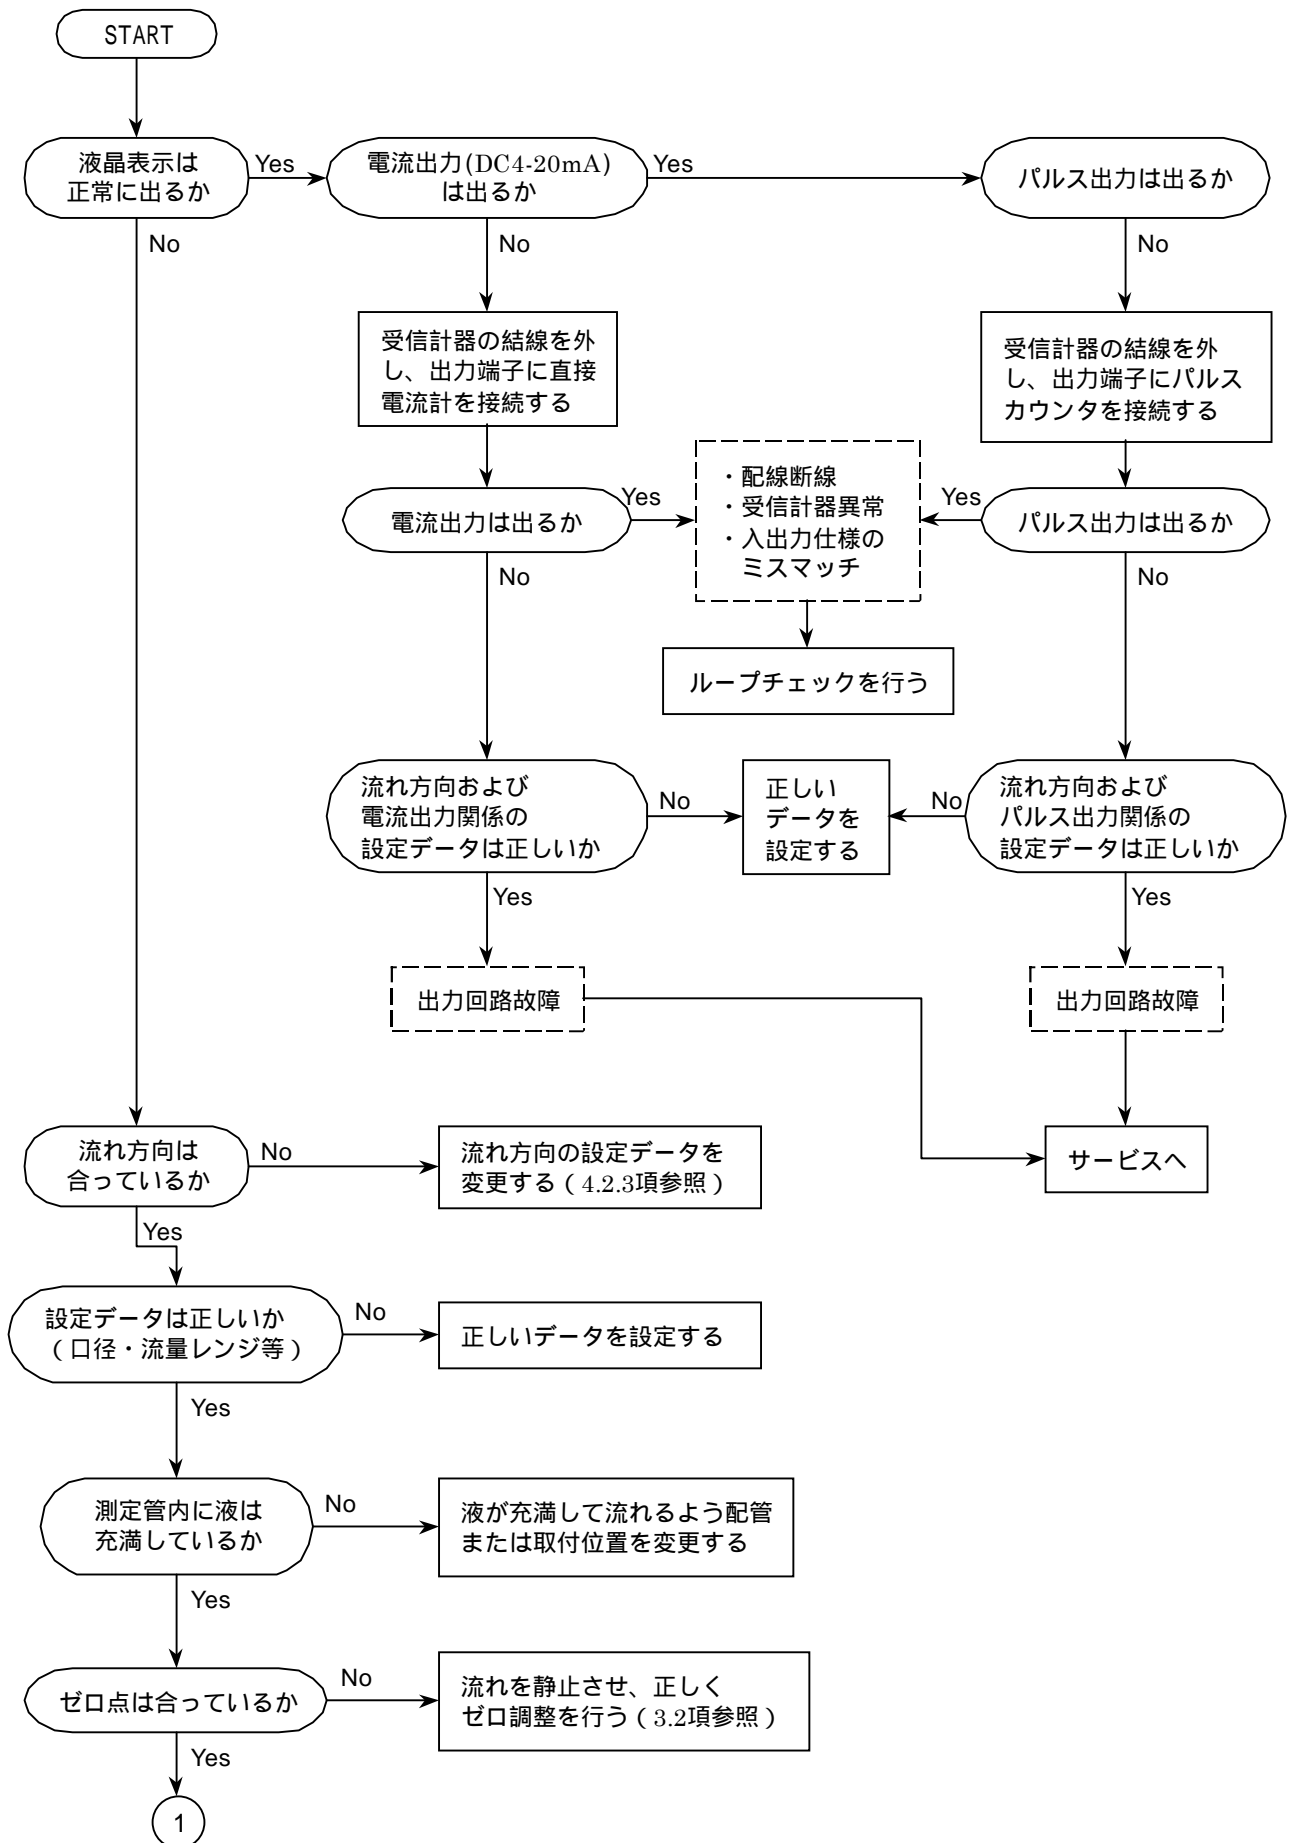 START
液晶表示は
正常に出るか
Yes
電流出力(DC4-20mA)
は出るか
Yes
パルス出力は出るか
No
No
No
受信計器の結線を外
し、出力端子に直接
電流計を接続する
受信計器の結線を外
し、出力端子にパルス
カウンタを接続する
電流出力は出るか
Yes
・配線断線
・受信計器異常
・入出力仕様の
ミスマッチ
Yes
パルス出力は出るか
No
No
ループチェックを行う
流れ方向および
電流出力関係の
設定データは正しいか
No
正しい
データを
設定する
No
流れ方向および
パルス出力関係の
設定データは正しいか
Yes
Yes
出力回路故障
出力回路故障
流れ方向は
合っているか
No
流れ方向の設定データを
変更する（4.2.3項参照）
サービスへ
Yes
設定データは正しいか
（口径・流量レンジ等）
No
正しいデータを設定する
Yes
測定管内に液は
充満しているか
No
液が充満して流れるよう配管
または取付位置を変更する
Yes
ゼロ点は合っているか
No
流れを静止させ、正しく
ゼロ調整を行う（3.2項参照）
Yes
1